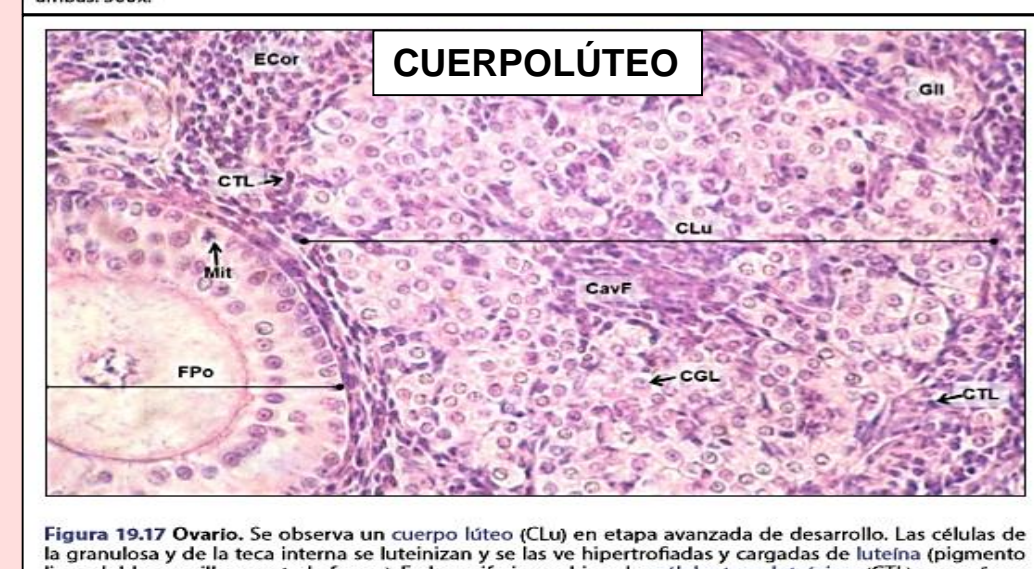 CUERPOLÚTEO
ECor
GII
CTL
CLu
Mit
CavF
FPo
CGL
CTL
Figura 19.17 Ovario. Se observa un cuerpo lúteo (CLu) en etapa avanzada de desarrollo. Las células de
la granulosa y de la teca interna se luteinizan y se las ve hipertrofiadas y cargadas de luteína (pigmento